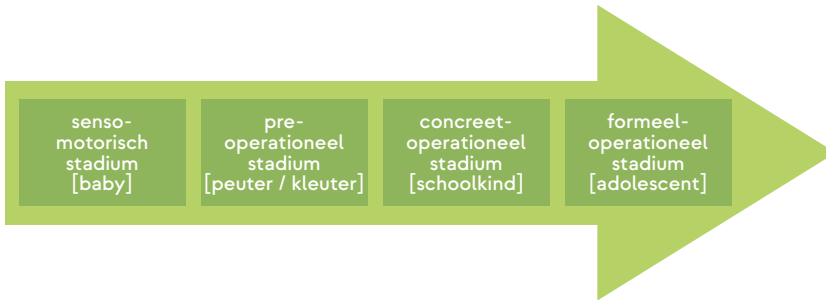 senso-
motorisch
stadium
[baby]
pre-
operationeel
stadium
[peuter / kleuter]
concreet-
operationeel
stadium
[schoolkind]
formeel-
operationeel
stadium
[adolescent]